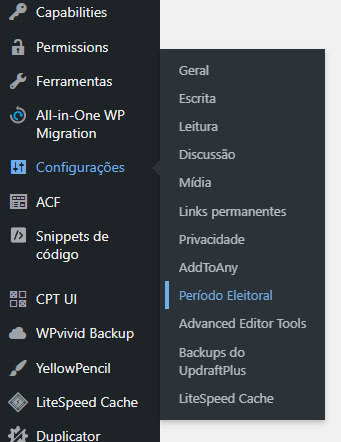 Capabilities
Permissions
Ferramentas
All-in-One WP
Migration
Configurações
ACF
Snippets de
código
CPT UI
WPvivid Backup
YellowPencil
LiteSpeed Cache
Duplicator
Geral
Escrita
Leitura
Discussão
Mídia
Links permanentes
Privacidade
AddToAny
Período Eleitoral
Advanced Editor Tools
Backups do
UpdraftPlus
LiteSpeed Cache